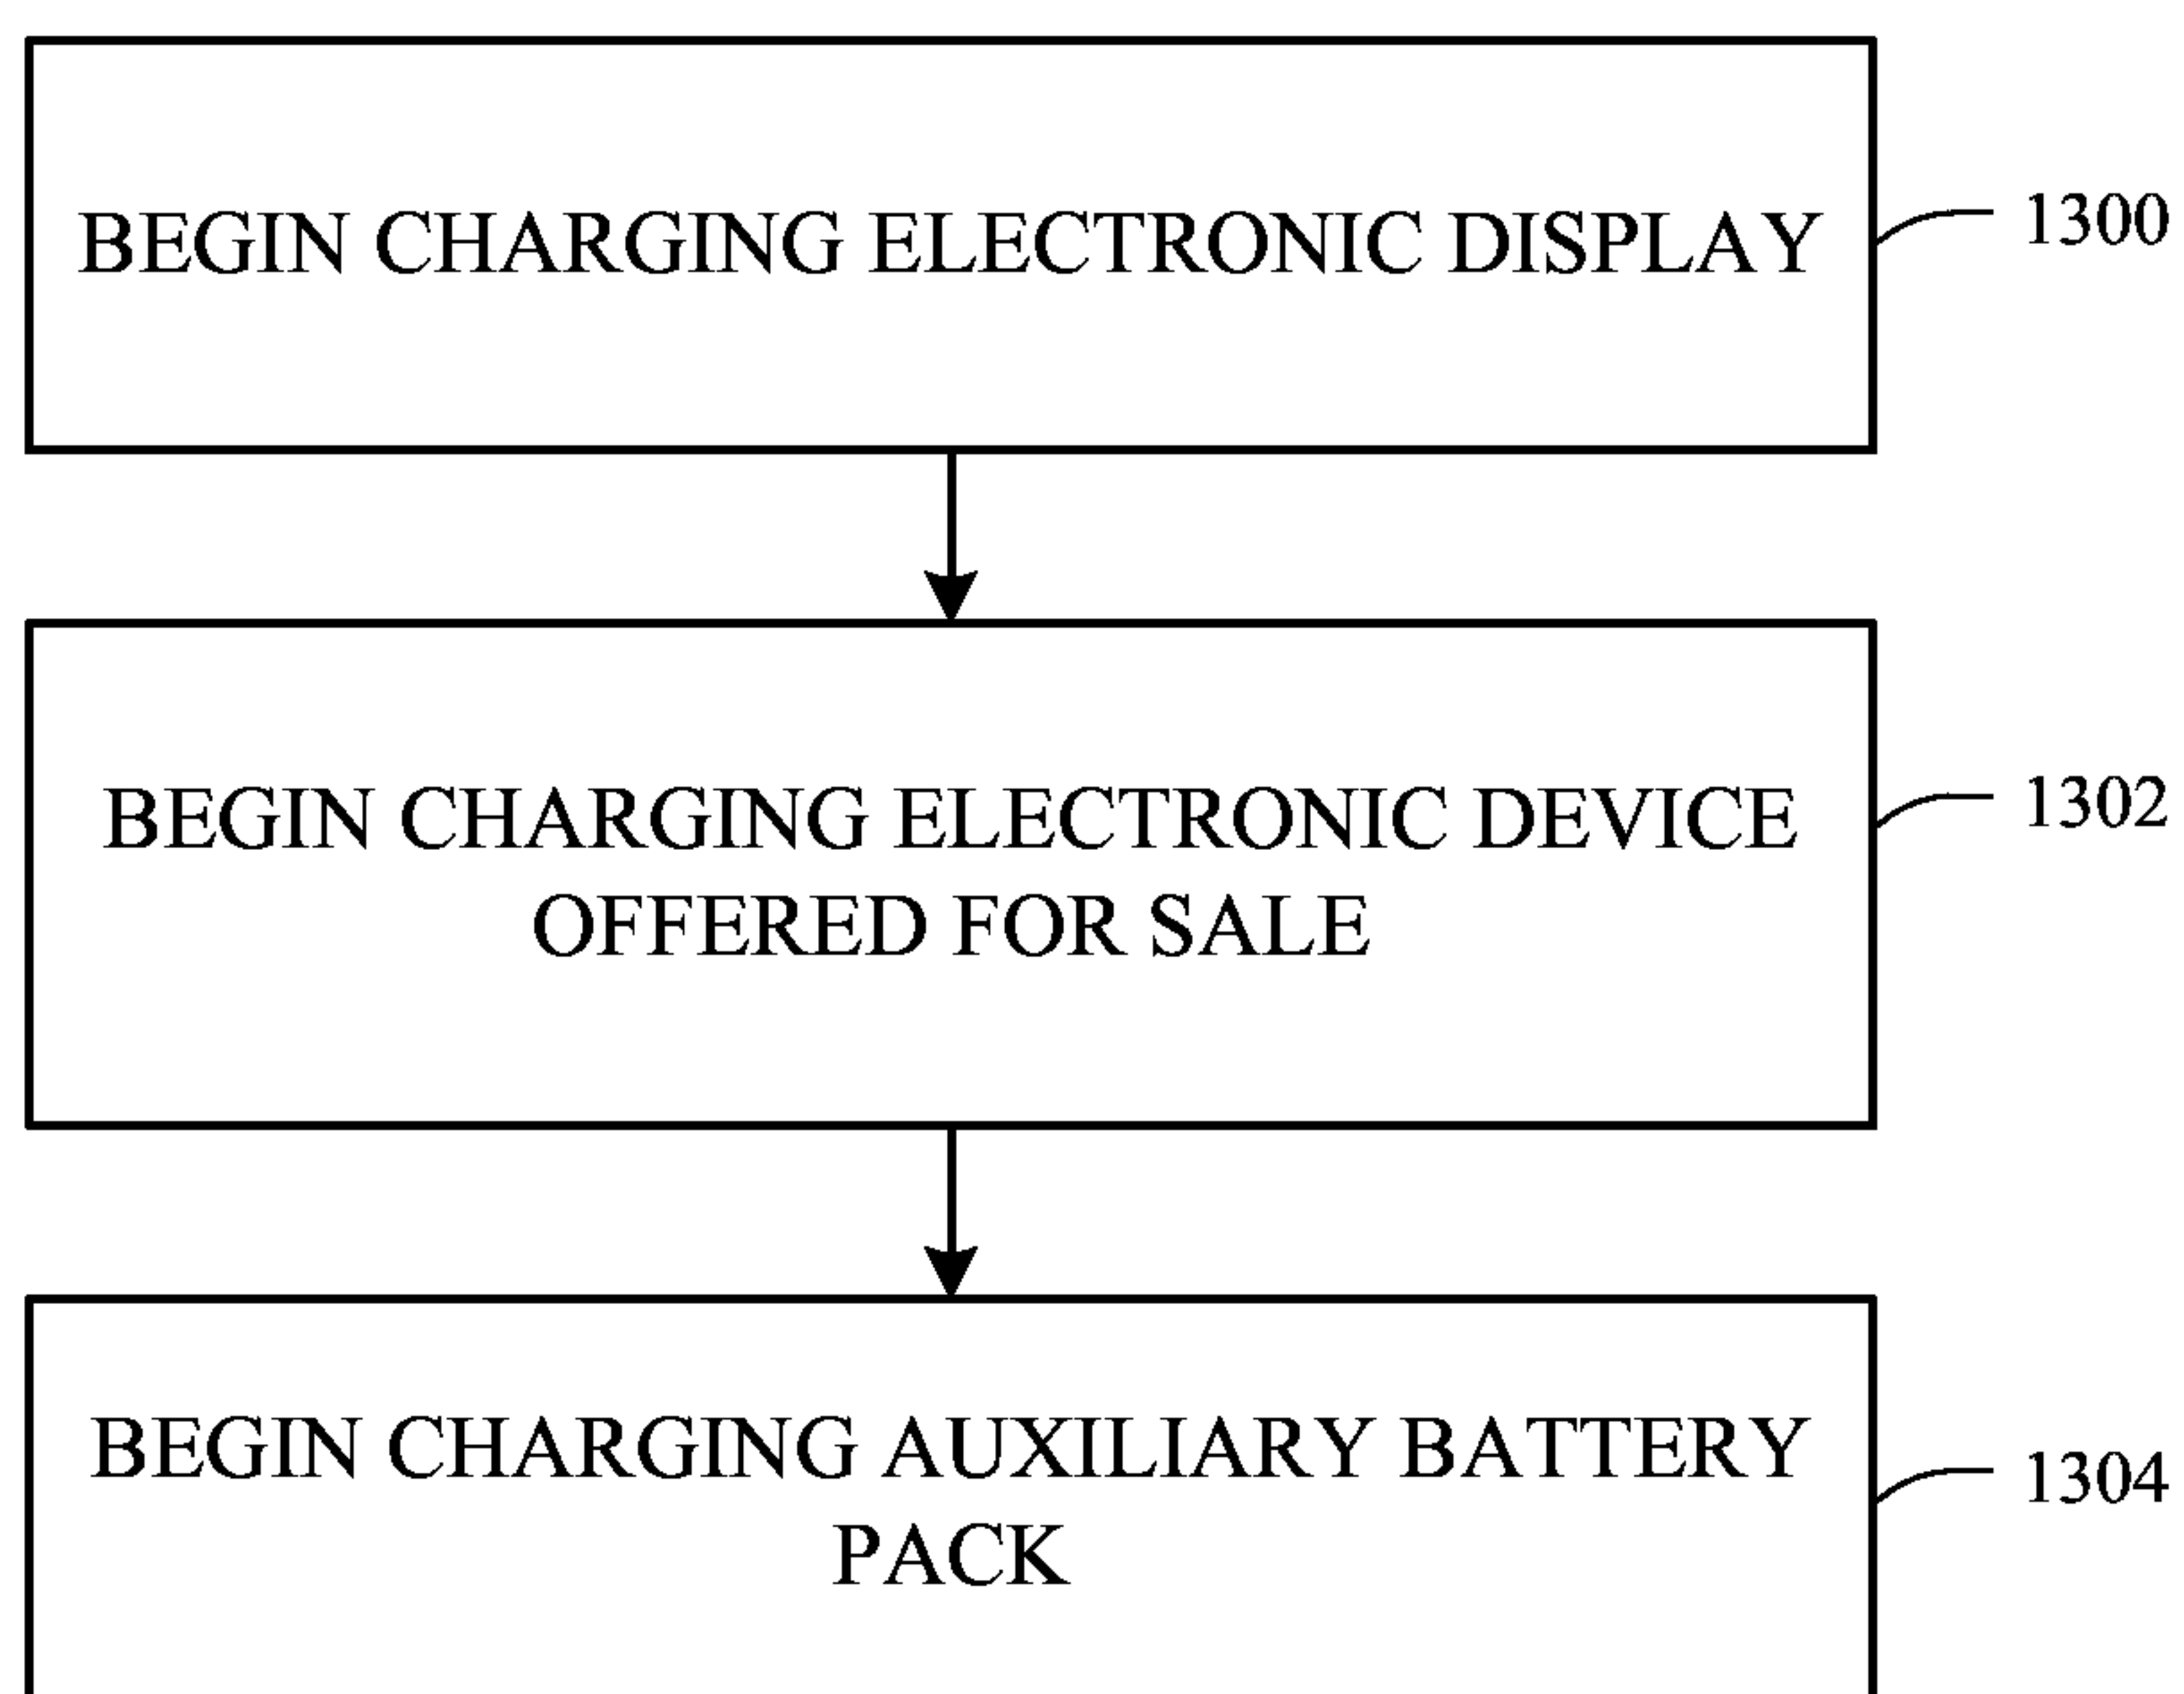 BEGIN CHARGING ELECTRONIC DISPLAY
1300
BEGIN CHARGING ELECTRONIC DEVICE
OFFERED FOR SALE
1302
BEGIN CHARGING AUXILIARY BATTERY
PACK
1304